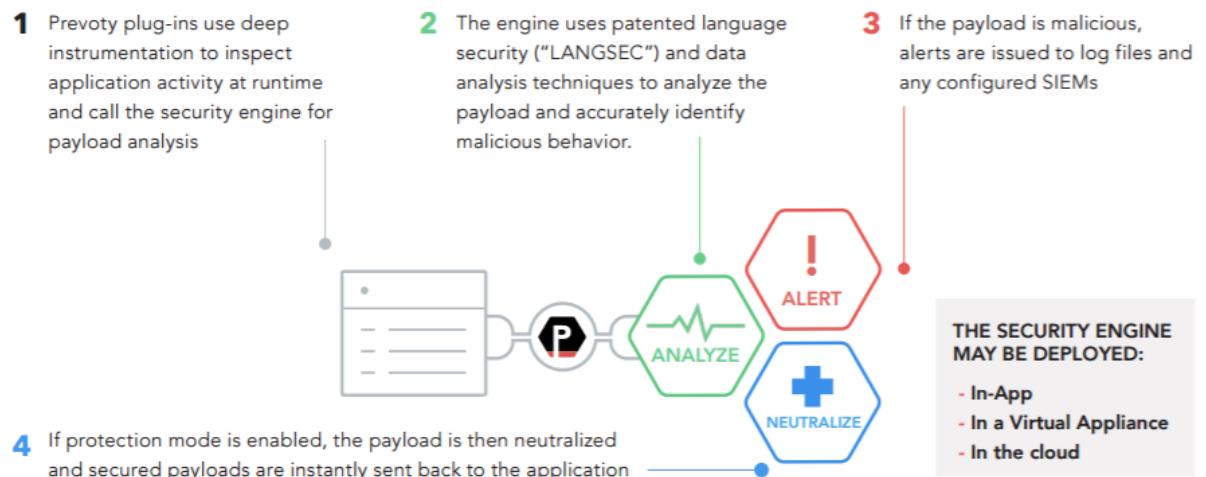 1 Prevoty plug-ins use deep
instrumentation to inspect
application activity at runtime
and call the security engine for
payload analysis
2 The engine uses patented language
security (“LANGSEC”) and data
analysis techniques to analyze the
payload and accurately identify
malicious behavior.
3 If the payload is malicious,
alerts are issued to log files and
any configured SIEMs
!
ALERT
P
ANALYZE
NEUTRALIZE
THE SECURITY ENGINE
MAY BE DEPLOYED:
- In-App
- In a Virtual Appliance
- In the cloud
4 If protection mode is enabled, the payload is then neutralized
and secured payloads are instantly sent back to the application